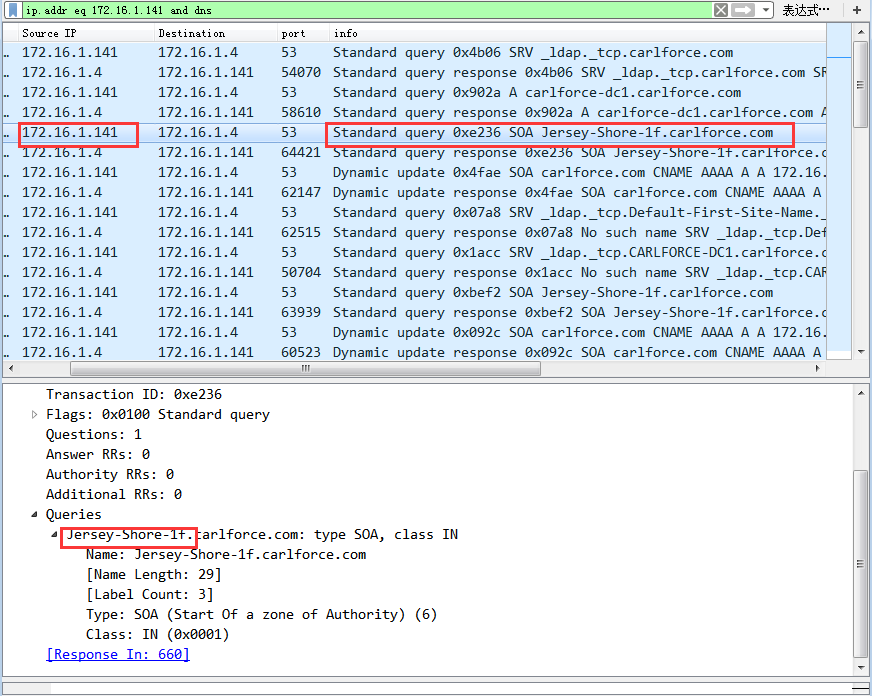 ip.addr eq 172.16.1.141 and dns 表达式…
Source IP Destination port info
172.16.1.141 172.16.1.4 53 Standard query 0x4b06 SRV _ldap._tcp.carlforce.com
172.16.1.4 172.16.1.141 54070 Standard query response 0x4b06 SRV _ldap._tcp.carlforce.com SR
172.16.1.141 172.16.1.4 53 Standard query 0x902a A carlforce-dc1.carlforce.com
172.16.1.4 172.16.1.141 58610 Standard query response 0x902a A carlforce-dc1.carlforce.com A
172.16.1.141 172.16.1.4 53 Standard query 0xe236 SOA Jersey-Shore-1f.carlforce.com
172.16.1.4 172.16.1.141 64421 Standard query response 0xe236 SOA Jersey-Shore-1f.carlforce.c
172.16.1.141 172.16.1.4 53 Dynamic update 0x4fae SOA carlforce.com CNAME AAAA A A 172.16.
172.16.1.4 172.16.1.141 62147 Dynamic update response 0x4fae SOA carlforce.com CNAME AAAA A
172.16.1.141 172.16.1.4 53 Standard query 0x07a8 SRV _ldap._tcp.Default-First-Site-Name._
172.16.1.4 172.16.1.141 62515 Standard query response 0x07a8 No such name SRV _ldap._tcp.Def
172.16.1.141 172.16.1.4 53 Standard query 0x1acc SRV _ldap._tcp.CARLFORCE-DC1.carlforce.c
172.16.1.4 172.16.1.141 50704 Standard query response 0x1acc No such name SRV _ldap._tcp.CAR
172.16.1.141 172.16.1.4 53 Standard query 0xbef2 SOA Jersey-Shore-1f.carlforce.com
172.16.1.4 172.16.1.141 63939 Standard query response 0xbef2 SOA Jersey-Shore-1f.carlforce.c
172.16.1.141 172.16.1.4 53 Dynamic update 0x092c SOA carlforce.com CNAME AAAA A A 172.16.
172.16.1.4 172.16.1.141 60523 Dynamic update response 0x092c SOA carlforce.com CNAME AAAA A
Transaction ID: 0xe236
Flags: 0x0100 Standard query
Questions: 1
Answer RRs: 0
Authority RRs: 0
Additional RRs: 0
Queries
Jersey-Shore-1f.carlforce.com: type SOA, class IN
Name: Jersey-Shore-1f.carlforce.com
[Name Length: 29]
[Label Count: 3]
Type: SOA (Start Of a zone of Authority) (6)
Class: IN (0x0001)
[Response In: 660]